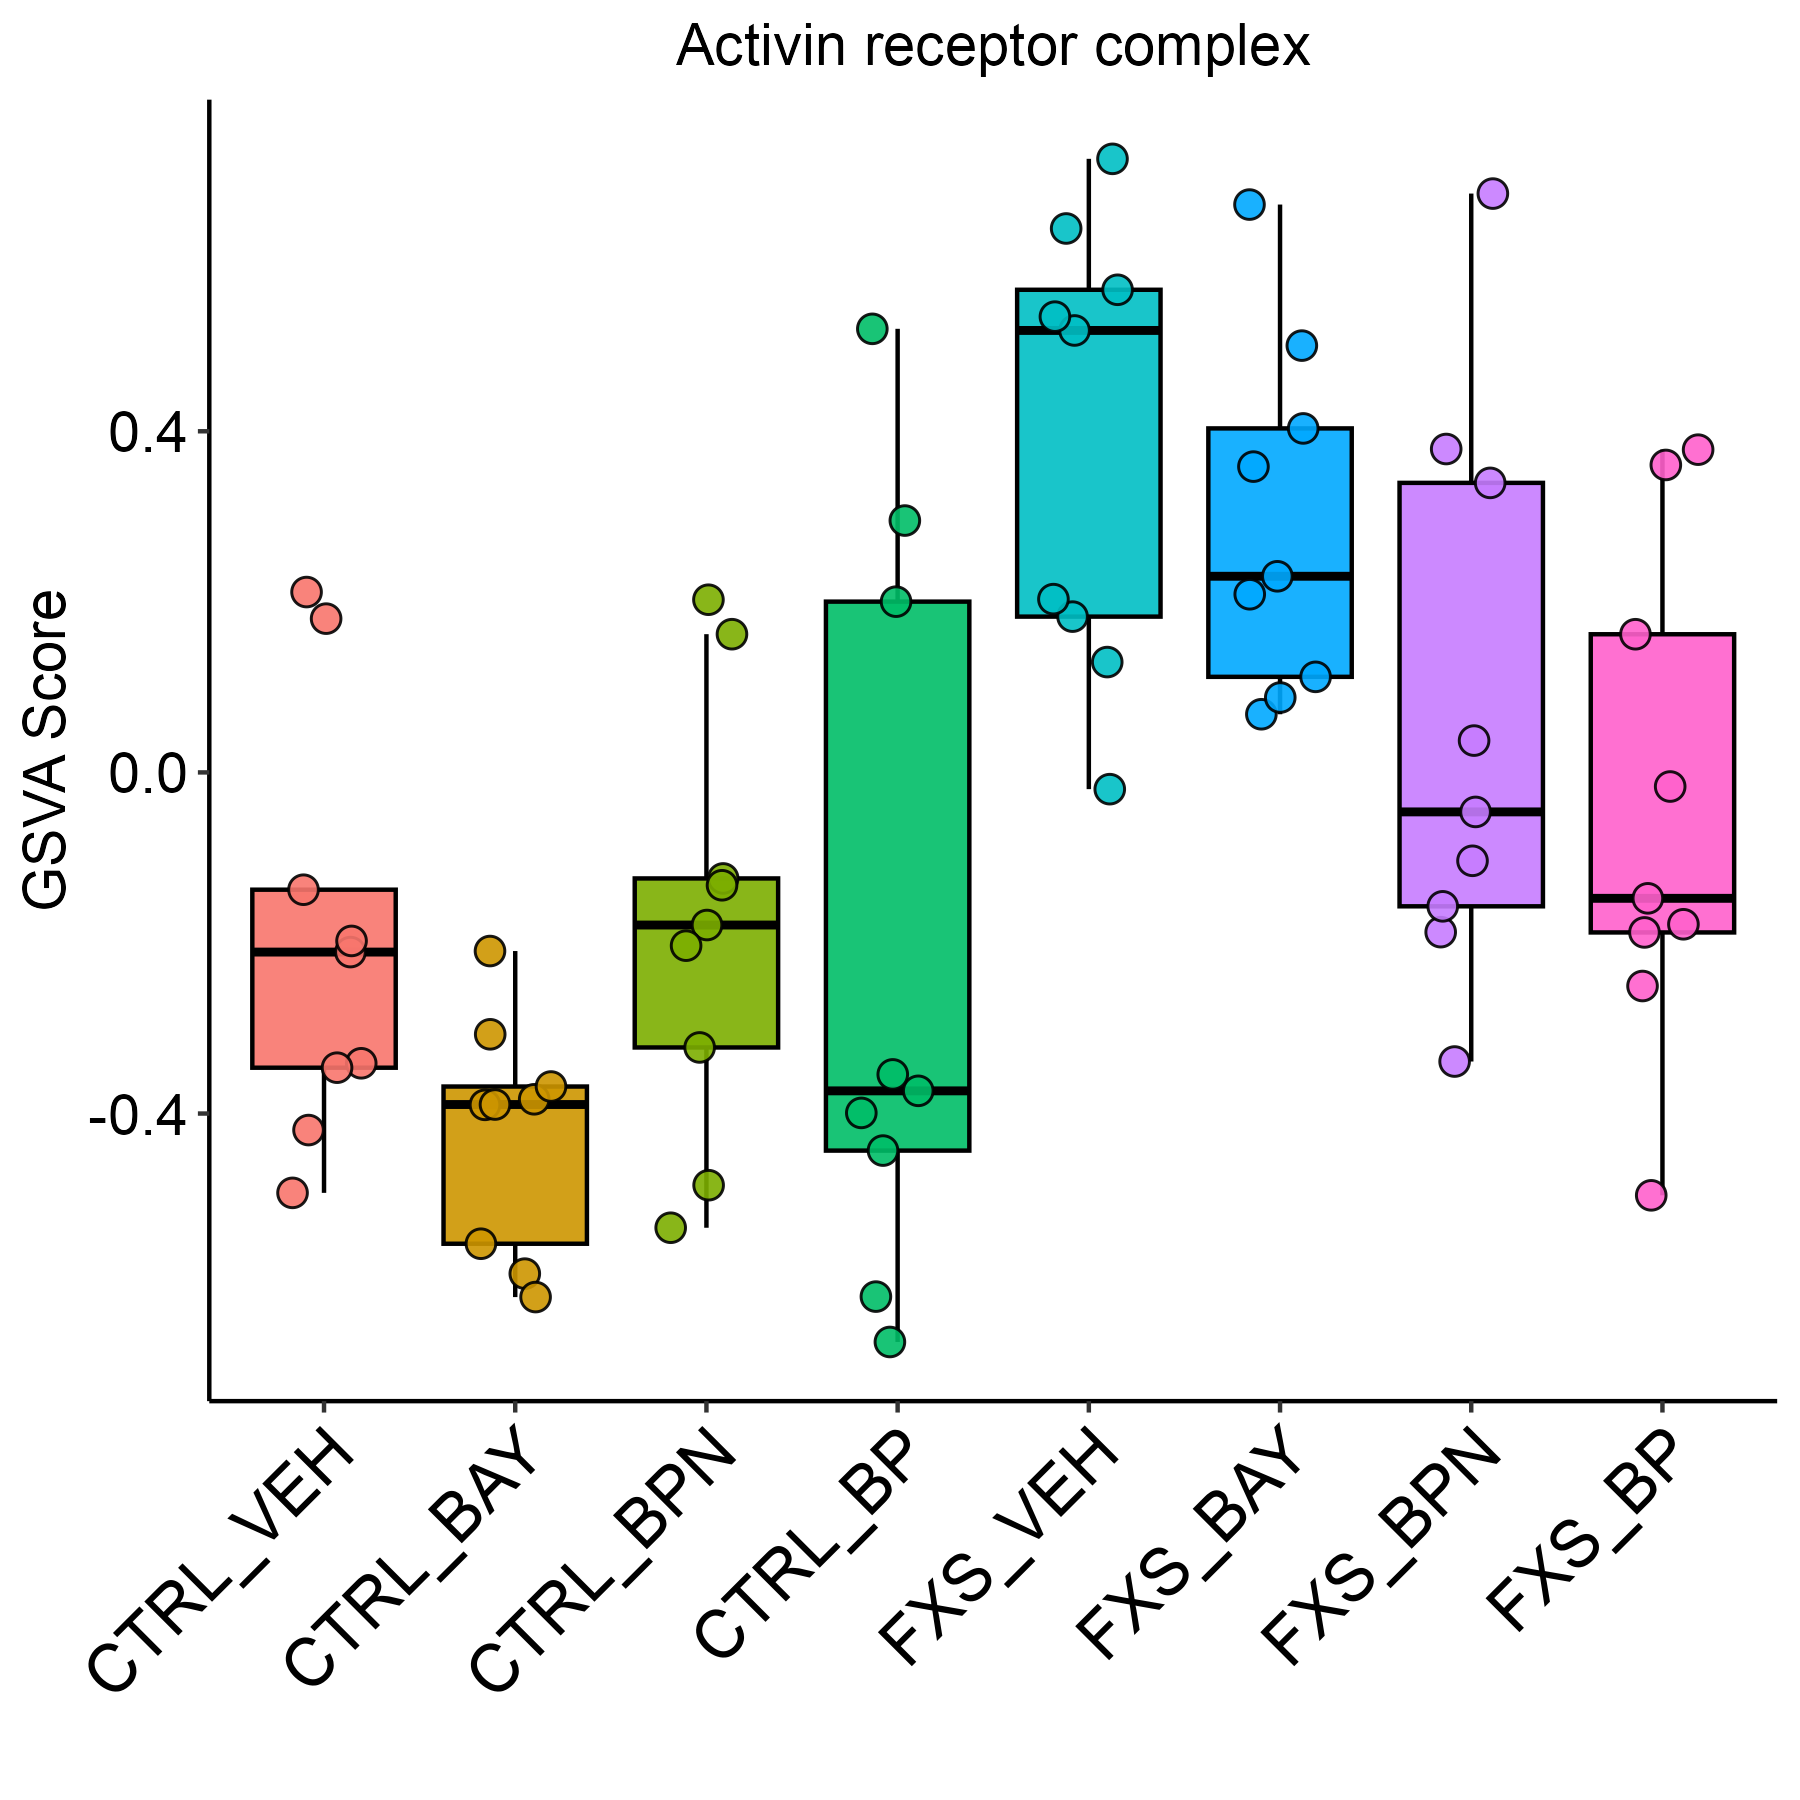 Activin receptor complex
GSVA Score
0.4
0.0
-0.4
CTRL_VEH
CTRL_BAY
CTRL_BPN
CTRL_BP
FXS_VEH
FXS_BAY
FXS_BPN
FXS_BP